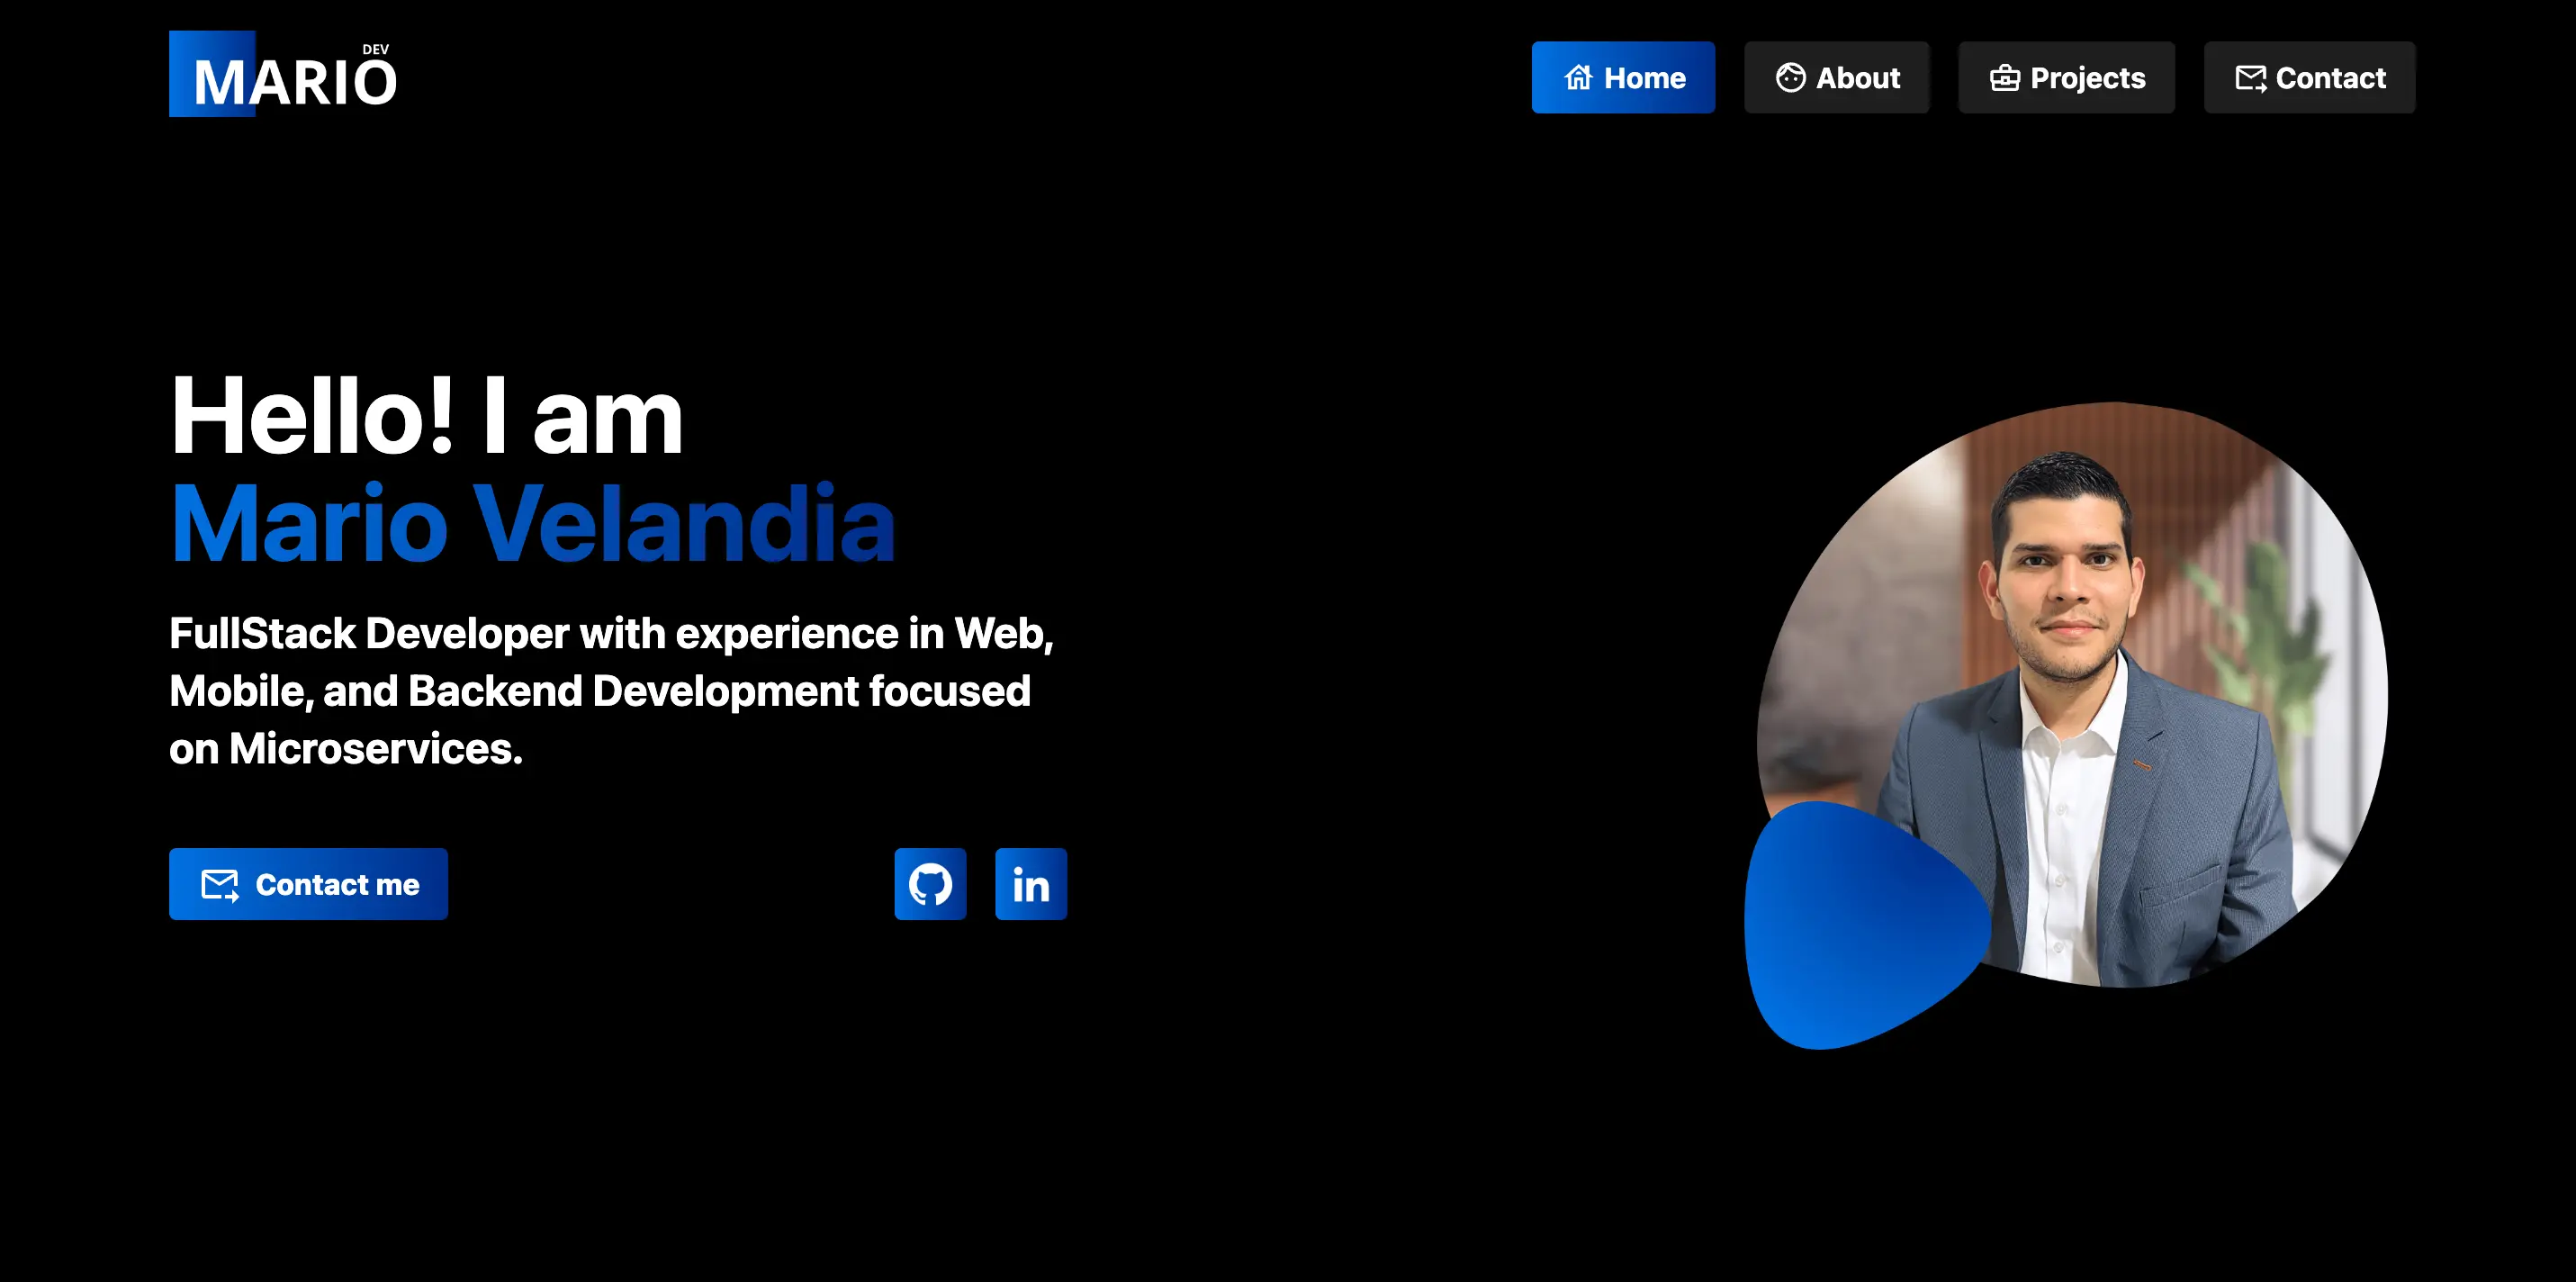 DEV
MARIO
Home
About
Projects
Contact
Hello! I am
Mario Velandia
FullStack Developer with experience in Web,
Mobile, and Backend Development focused
on Microservices.
Contact me
in